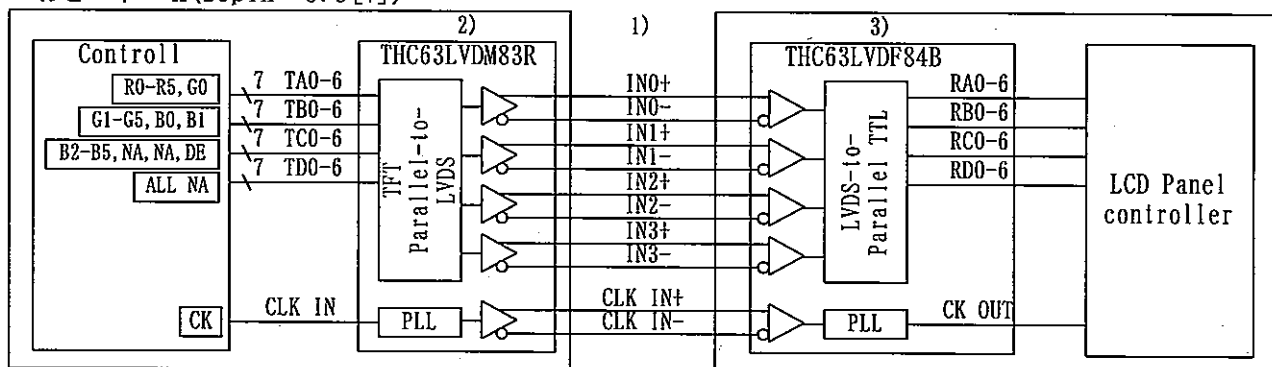 2)
1)
3)
Controll
THC63LVDM83R
THC63LVDF84B
R0-R5, G0
7 TA0-6
IN0+
RA0-6
G1-G5, B0, B1
7 TB0-6
IN0-
RB0-6
B2-B5, NA, NA, DE
7 TC0-6
IN1+
RC0-6
ALL NA
7 TD0-6
IN1-
RD0-6
TFT
Parallel-to-
LVDS
IN2+
IN2-
IN3+
IN3-
LVDS-to-
Parallel TTL
LCD Panel
controller
CK
CLK IN
PLL
CLK IN+
CLK IN-
PLL
CK OUT